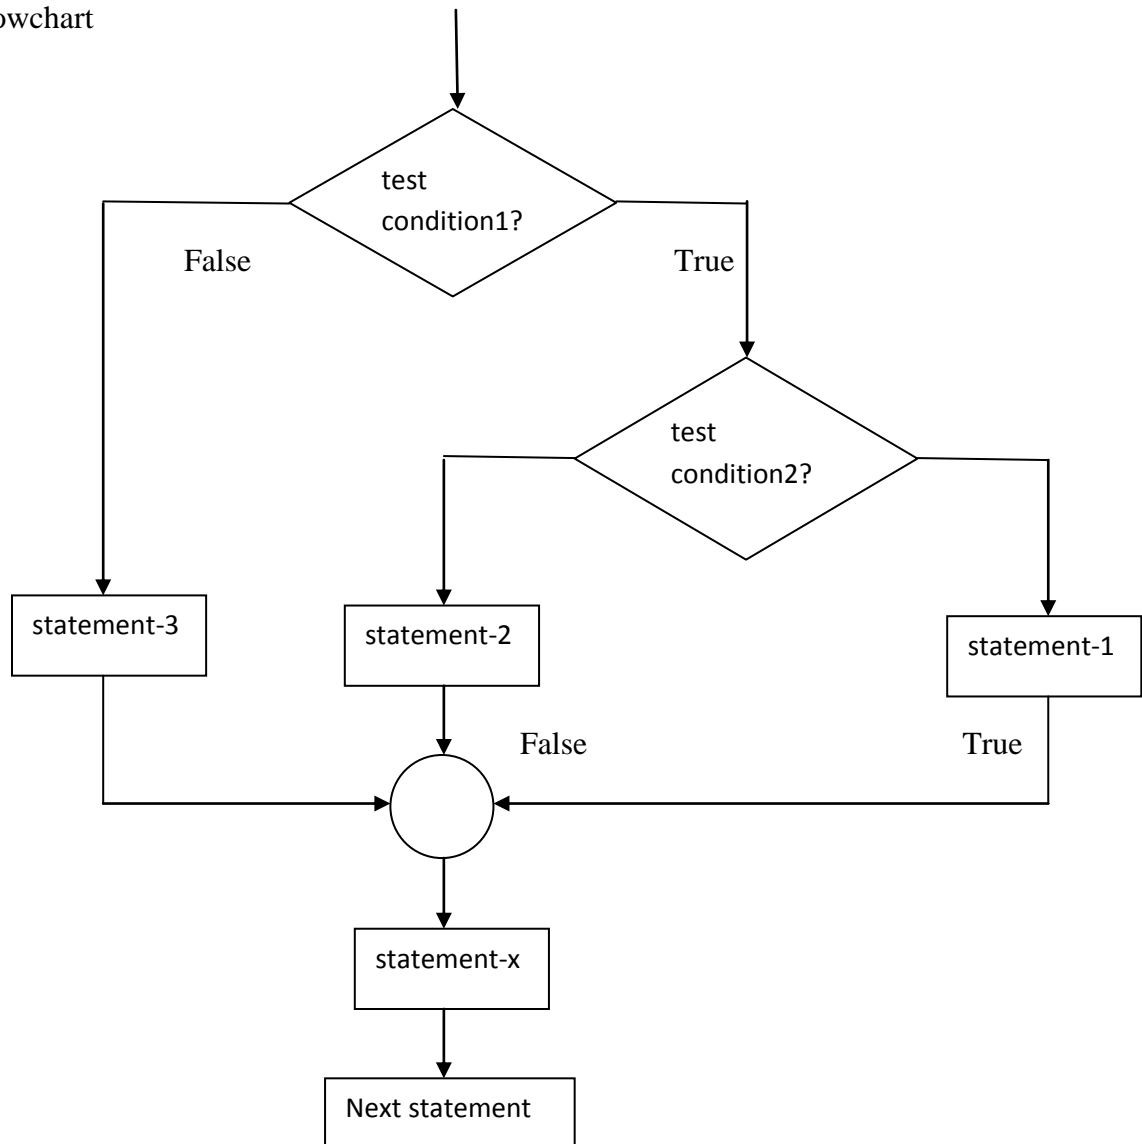 owchart
test
condition1?
False
True
test
condition2?
statement-3
statement-2
statement-1
False
True
statement-x
Next statement